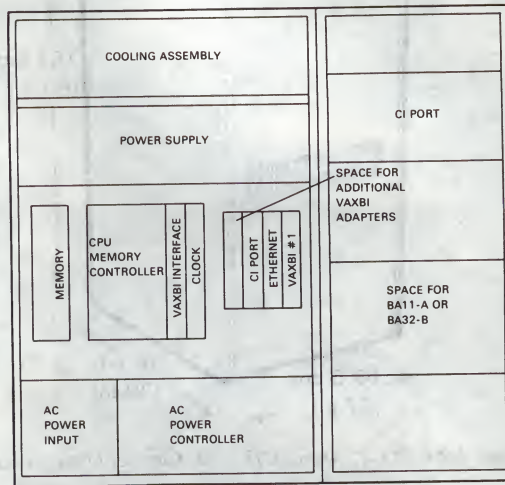 COOLING ASSEMBLY
POWER SUPPLY
MEMORY
CPU
MEMORY
CONTROLLER
VAXBI INTERFACE
CLOCK
CI PORT
ETHERNET
VAXBI #1
AC
POWER
INPUT
AC
POWER
CONTROLLER
CI PORT
SPACE FOR
ADDITIONAL
VAXBI
ADAPTERS
SPACE FOR
BA11-A OR
BA32-B